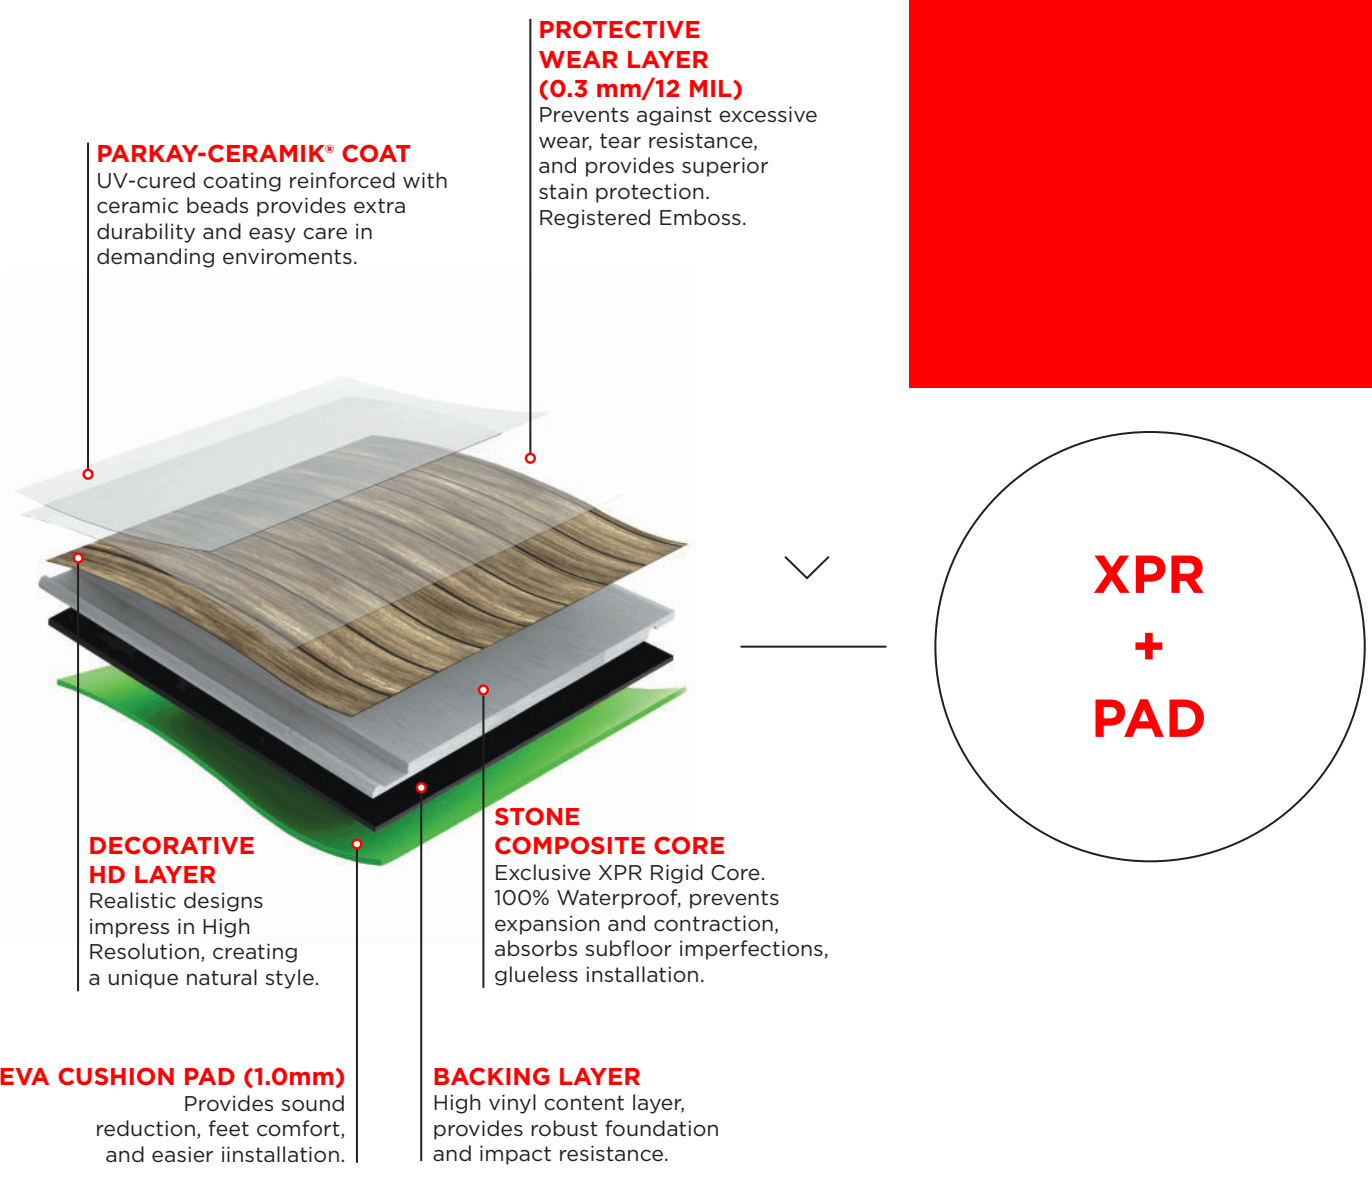 PROTECTIVE
WEAR LAYER
(0.3 mm/12 MIL)
Prevents against excessive
wear, tear resistance,
and provides superior
stain protection.
Registered Emboss.
PARKAY-CERAMIK® COAT
UV-cured coating reinforced with
ceramic beads provides extra
durability and easy care in
demanding enviroments.
XPR
+
PAD
DECORATIVE
HD LAYER
Realistic designs
impress in High
Resolution, creating
a unique natural style.
STONE
COMPOSITE CORE
Exclusive XPR Rigid Core.
100% Waterproof, prevents
expansion and contraction,
absorbs subfloor imperfections,
glueless installation.
EVA CUSHION PAD (1.0mm)
Provides sound
reduction, feet comfort,
and easier iinstallation.
BACKING LAYER
High vinyl content layer,
provides robust foundation
and impact resistance.